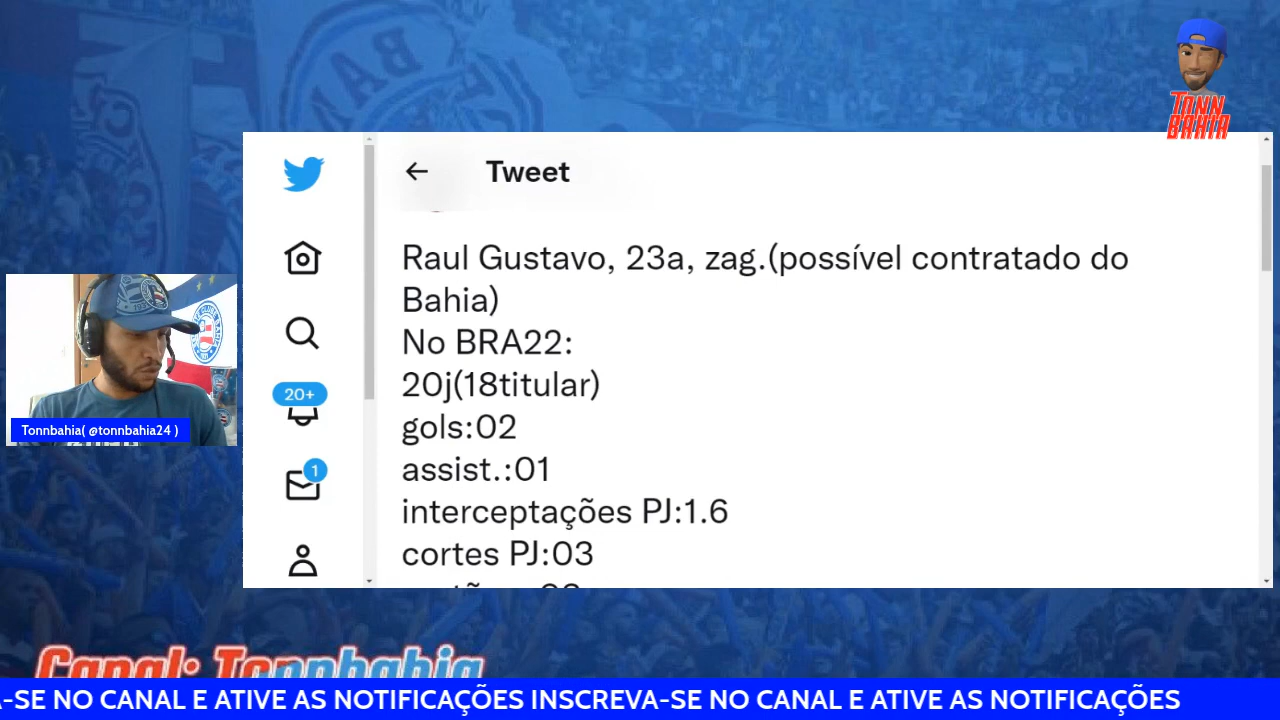 TONN
BAHIA
Tweet
Raul Gustavo, 23a, zag.(possível contratado do
Bahia)
No BRA22:
20j(18titular)
gols:02
assist.:01
interceptações PJ:1.6
cortes PJ:03
20+
1
Tonnbahia( @tonnbahia24 )
Canal: Tonnbahia
-SE NO CANAL E ATIVE AS NOTIFICAÇÕES INSCREVA-SE NO CANAL E ATIVE AS NOTIFICAÇÕES